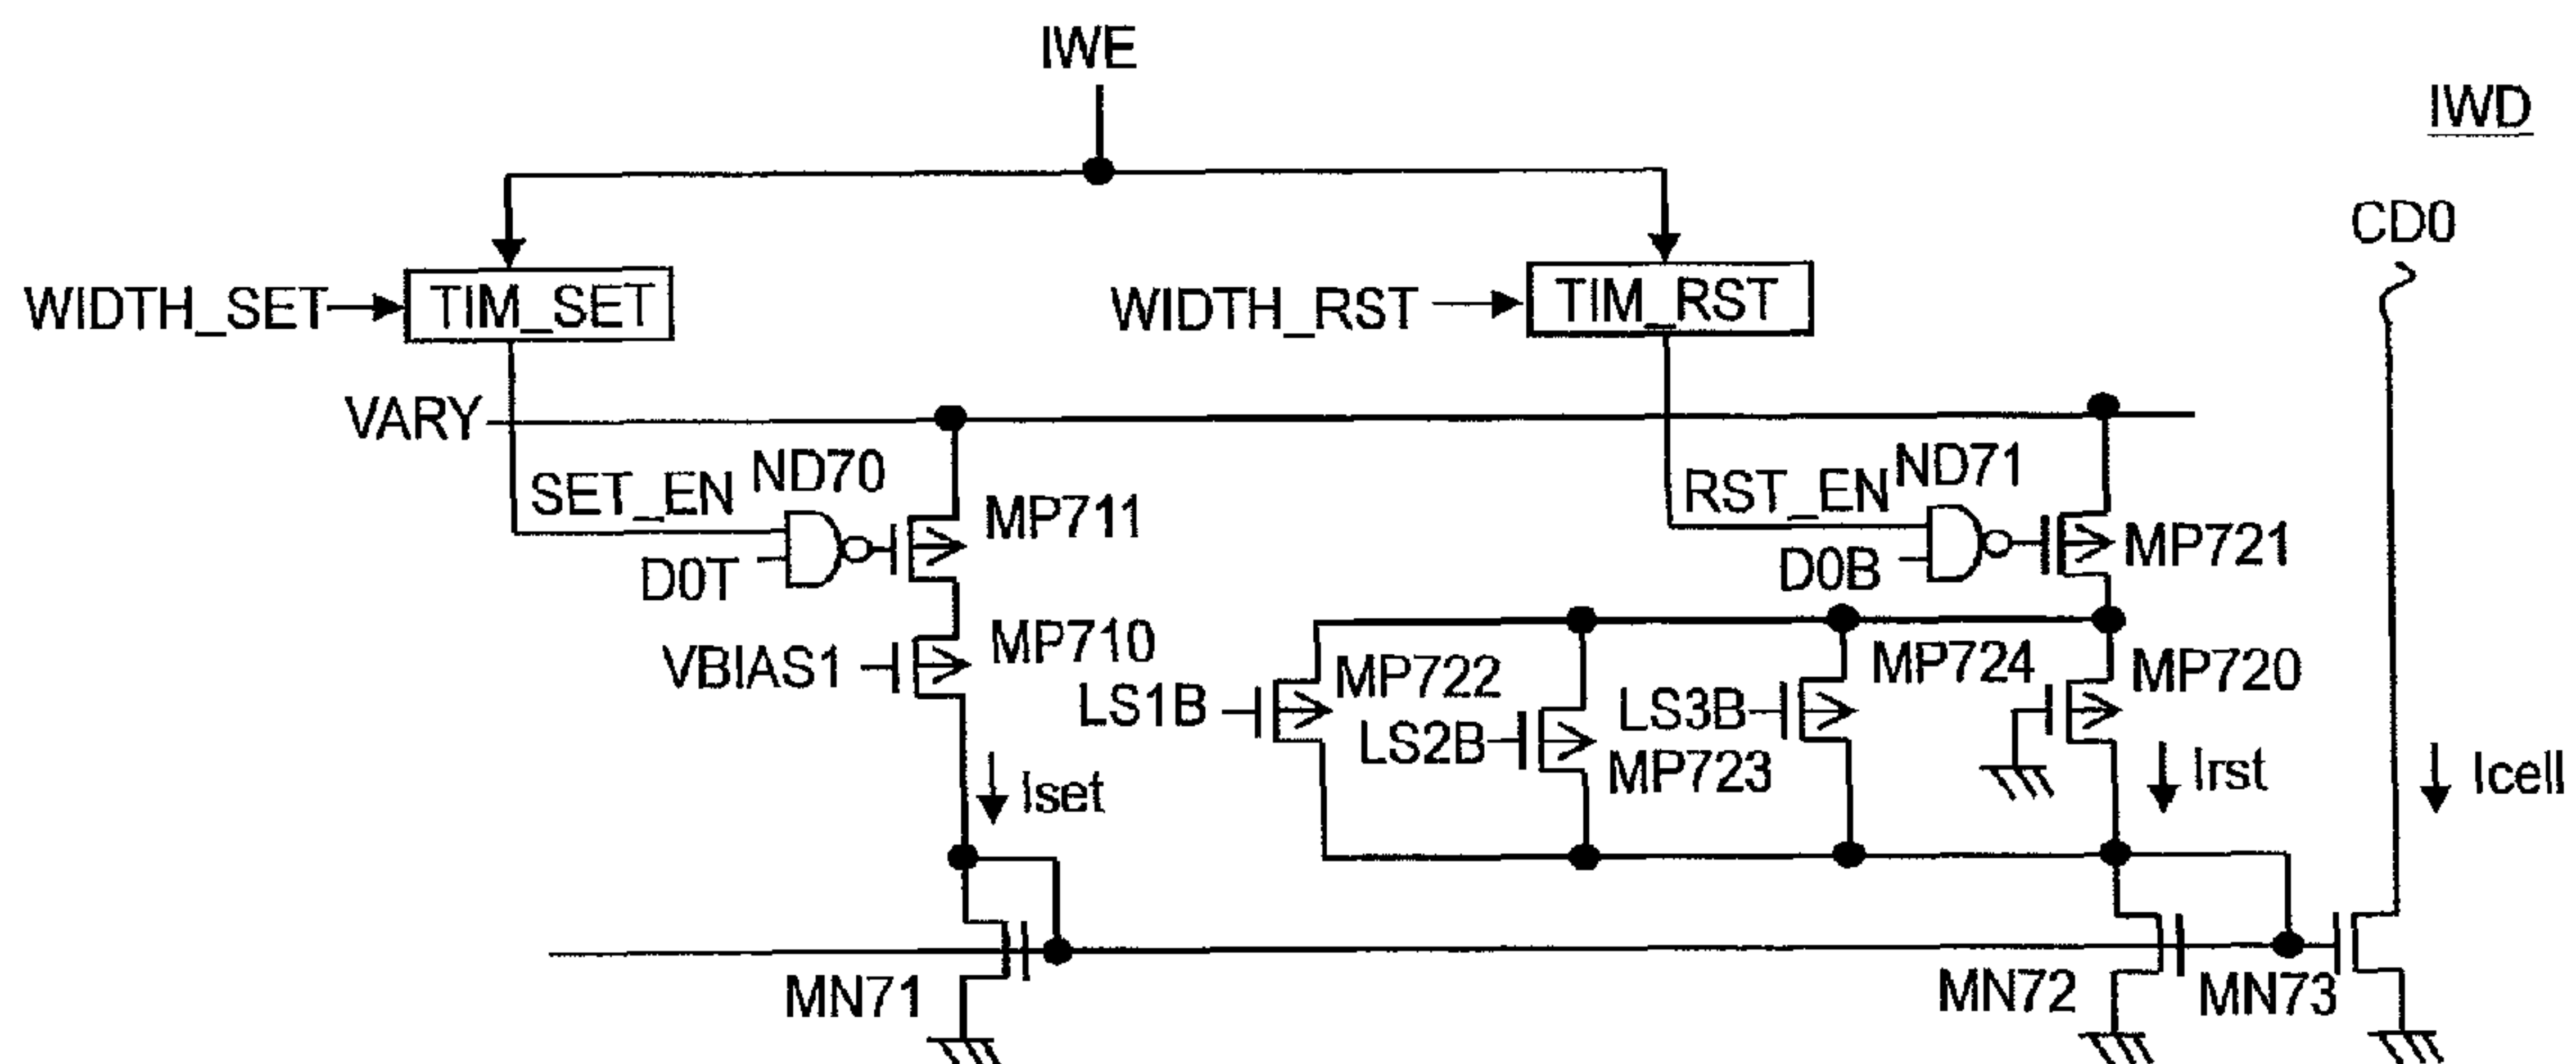 IWE
IWD
CD0
WIDTH_SET
TIM_SET
WIDTH_RST
TIM_RST
VARY
SET_EN
ND70
MP711
D0T
RST_EN
ND71
MP721
D0B
VBIAS1
MP710
LS1B
MP722
LS2B
MP723
LS3B
MP724
MP720
Iset
Irst
Icell
MN71
MN72
MN73